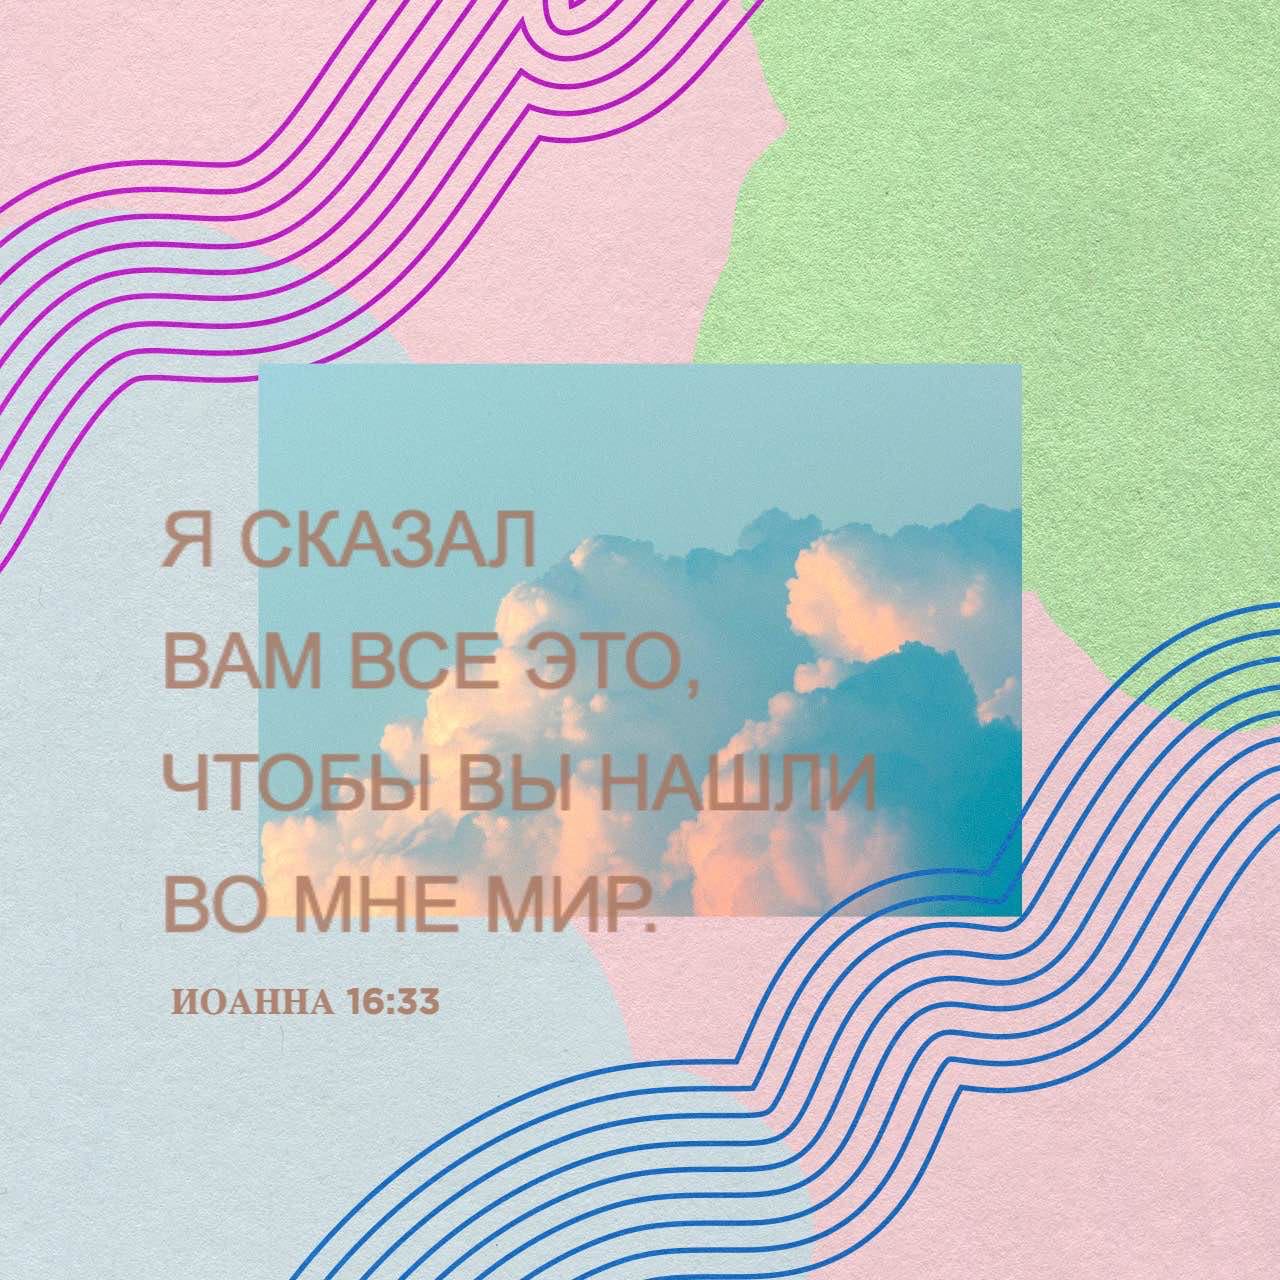 Я СКАЗАЛ
ВАМ ВСЕ ЭТО,
ЧТОБЫ ВЫ НАШЛИ
ВО МНЕ МИР.
ИОАННА 16:33